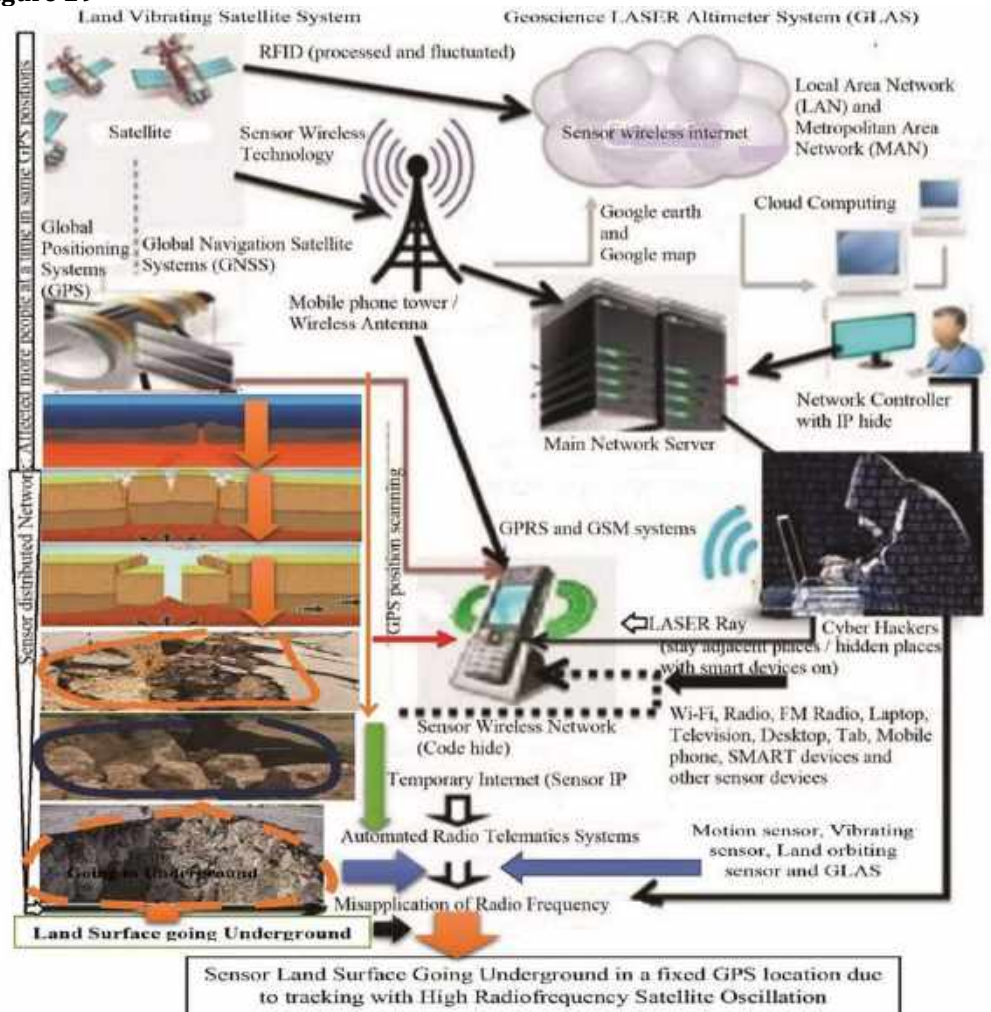 Land Vibrating Satellite System
Geoscience LASER Altimeter System (GLAS)
RFID (processed and fluctuated)
Satellite
Sensor Wireless
Technology
Sensor wireless internet
Local Area Network
(LAN) and
Metropolitan Area
Network (MAN)
Global
Positioning
Systems
(GPS)
Global Navigation Satellite
Systems (GNSS)
Google earth
and
Google map
Cloud Computing
Mobile phone tower /
Wireless Antenna
Main Network Server
Network Controller
with IP hide
Sensor distributed Network. Affected more people at a time in same GPS positions
GPS position scanning
GPRS and GSM systems
LASER Ray
Cyber Hackers
(stay adjacent places / hidden places
with smart devices on)
Sensor Wireless Network
(Code hide)
Wi-Fi, Radio, FM Radio, Laptop,
Television, Desktop, Tab, Mobile
phone, SMART devices and
other sensor devices
Temporary Internet (Sensor IP
Automated Radio Telematics Systems
Motion sensor, Vibrating
sensor, Land orbiting
sensor and GLAS
Going to Underground
Misapplication of Radio Frequency
Land Surface going Underground
Sensor Land Surface Going Underground in a fixed GPS location due
to tracking with High Radiofrequency Satellite Oscillation